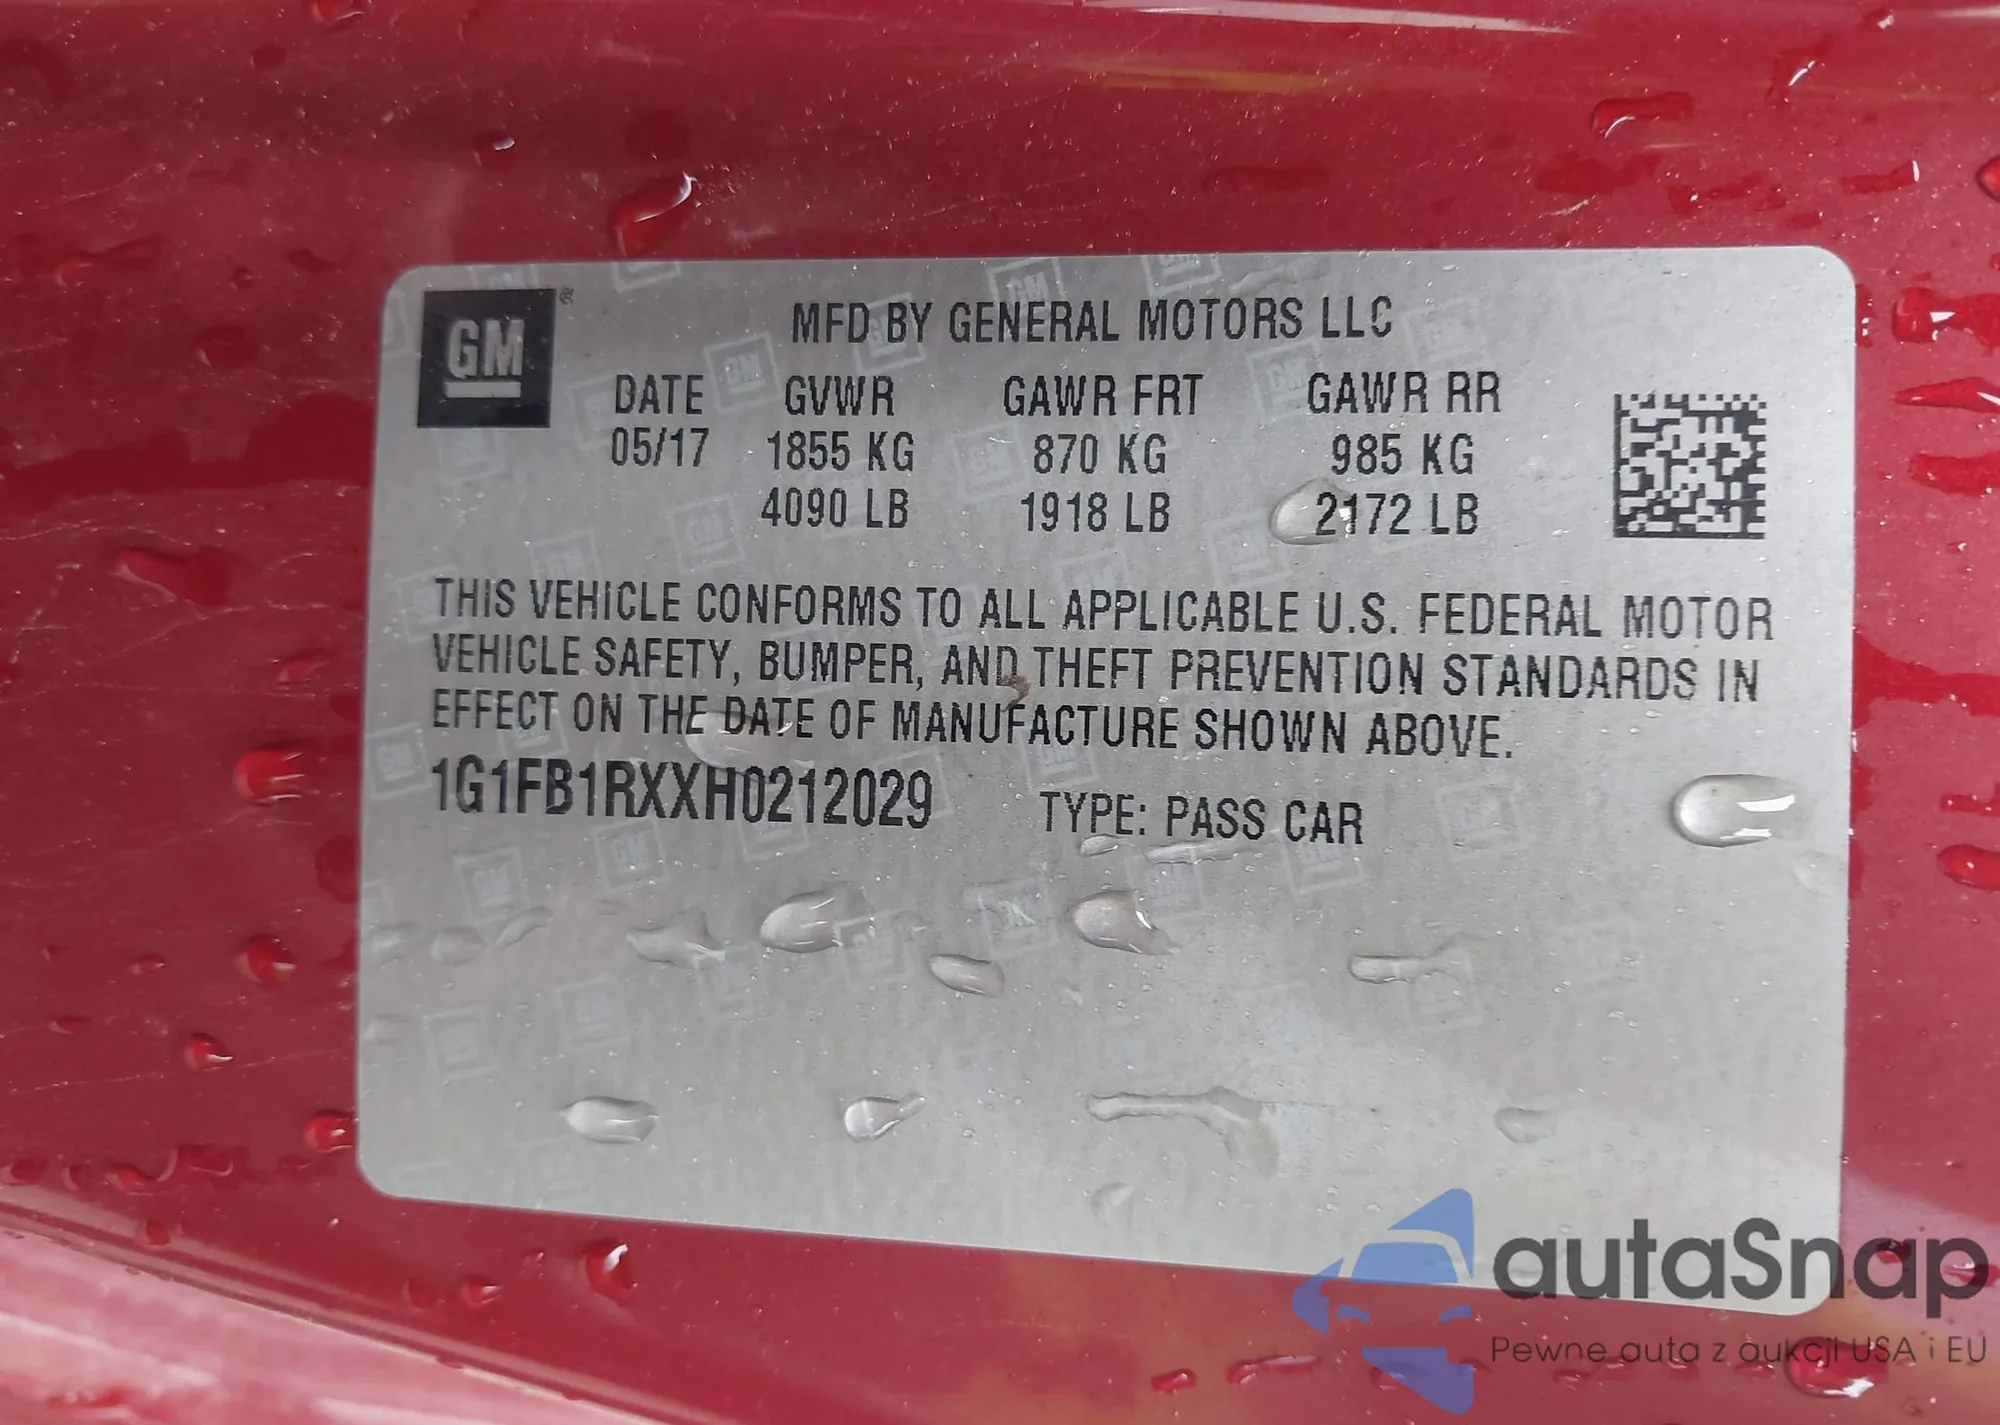 GM
MFD BY GENERAL MOTORS LLC
DATE GVWR GAWR FRT GAWR RR
05/17 1855 KG 870 KG 985 KG
4090 LB 1918 LB 2172 LB
THIS VEHICLE CONFORMS TO ALL APPLICABLE U.S. FEDERAL MOTOR
VEHICLE SAFETY, BUMPER, AND THEFT PREVENTION STANDARDS IN
EFFECT ON THE DATE OF MANUFACTURE SHOWN ABOVE.
1G1FB1RXXH0212029 TYPE: PASS CAR
autaSnap
Pewne auta z aukcji USA i EU